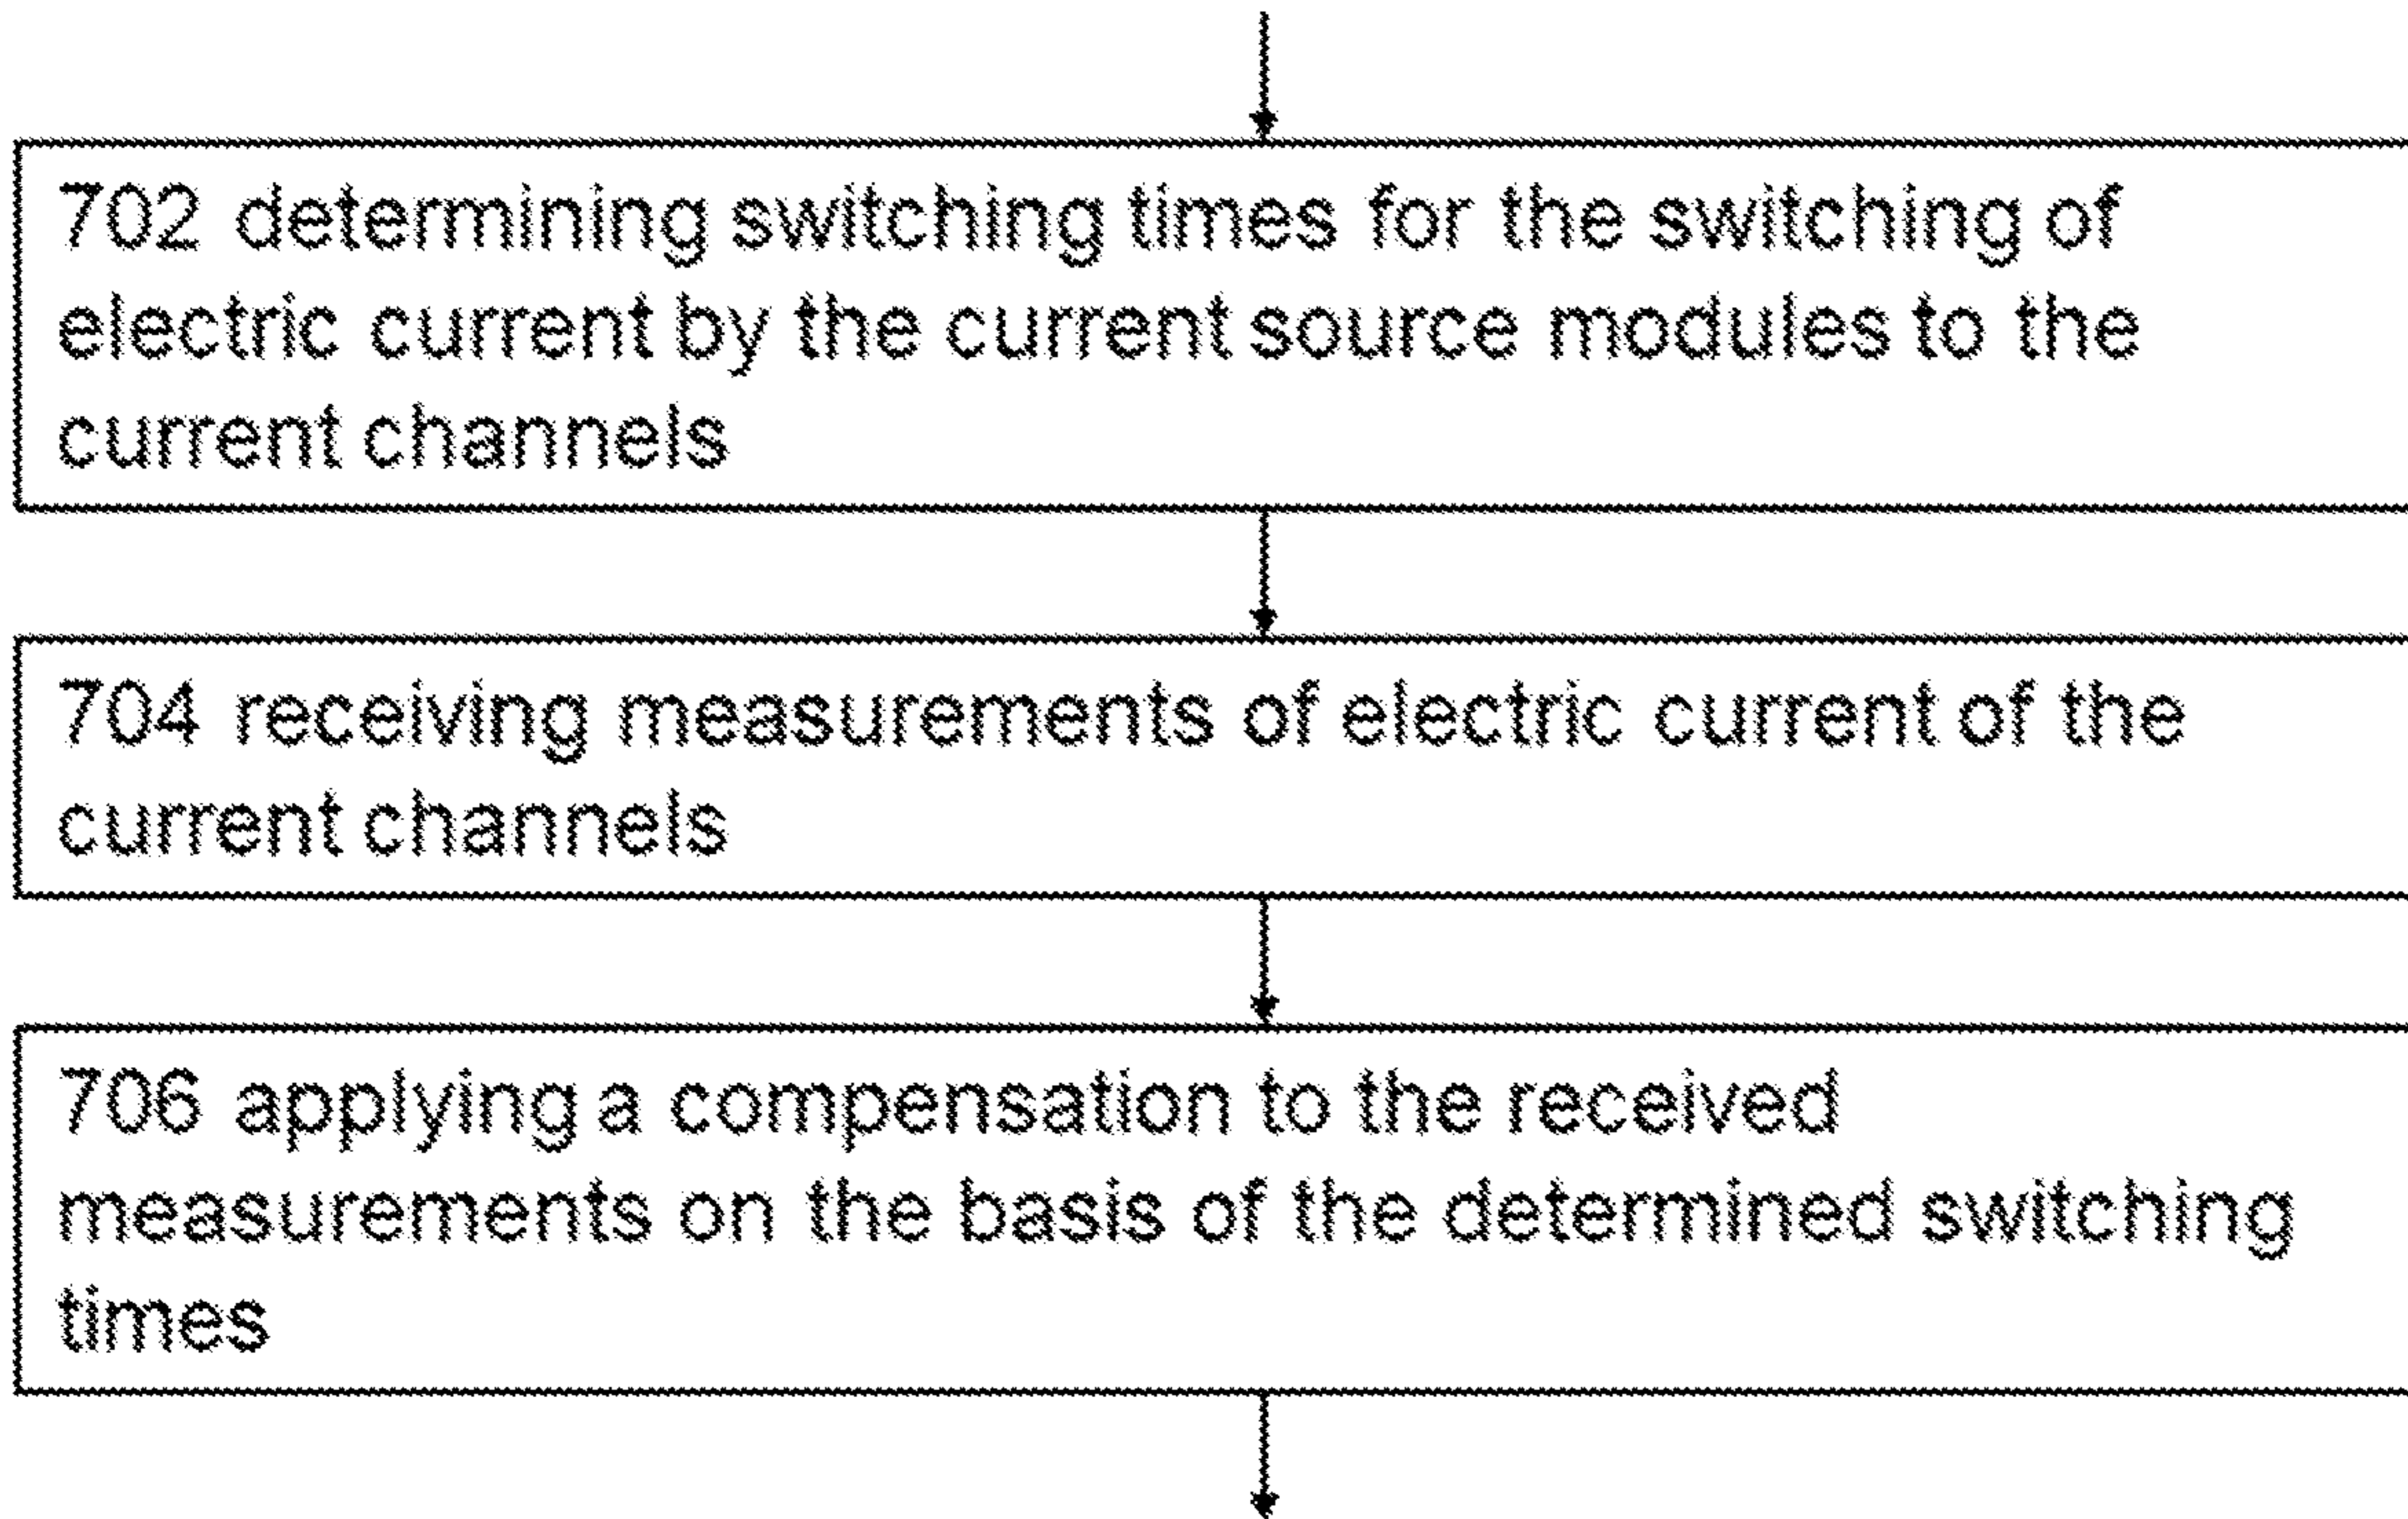 702 determining switching times for the switching of
electric current by the current source modules to the
current channels
704 receiving measurements of electric current of the
current channels
706 applying a compensation to the received
measurements on the basis of the determined switching
times